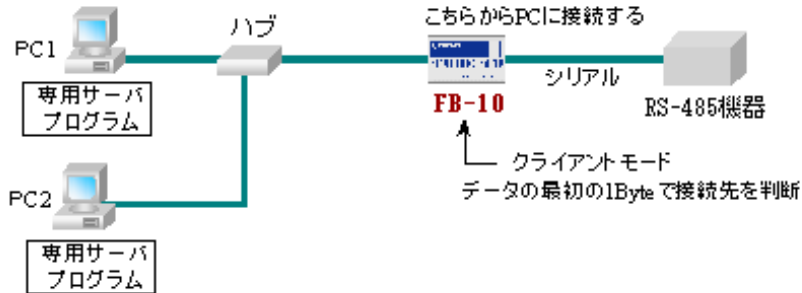 こちらからPCに接続する
ハブ
PC1
専用サーバ
プログラム
シリアル
FB-10
RS-485機器
クライアントモード
データの最初の1Byteで接続先を判断
PC2
専用サーバ
プログラム